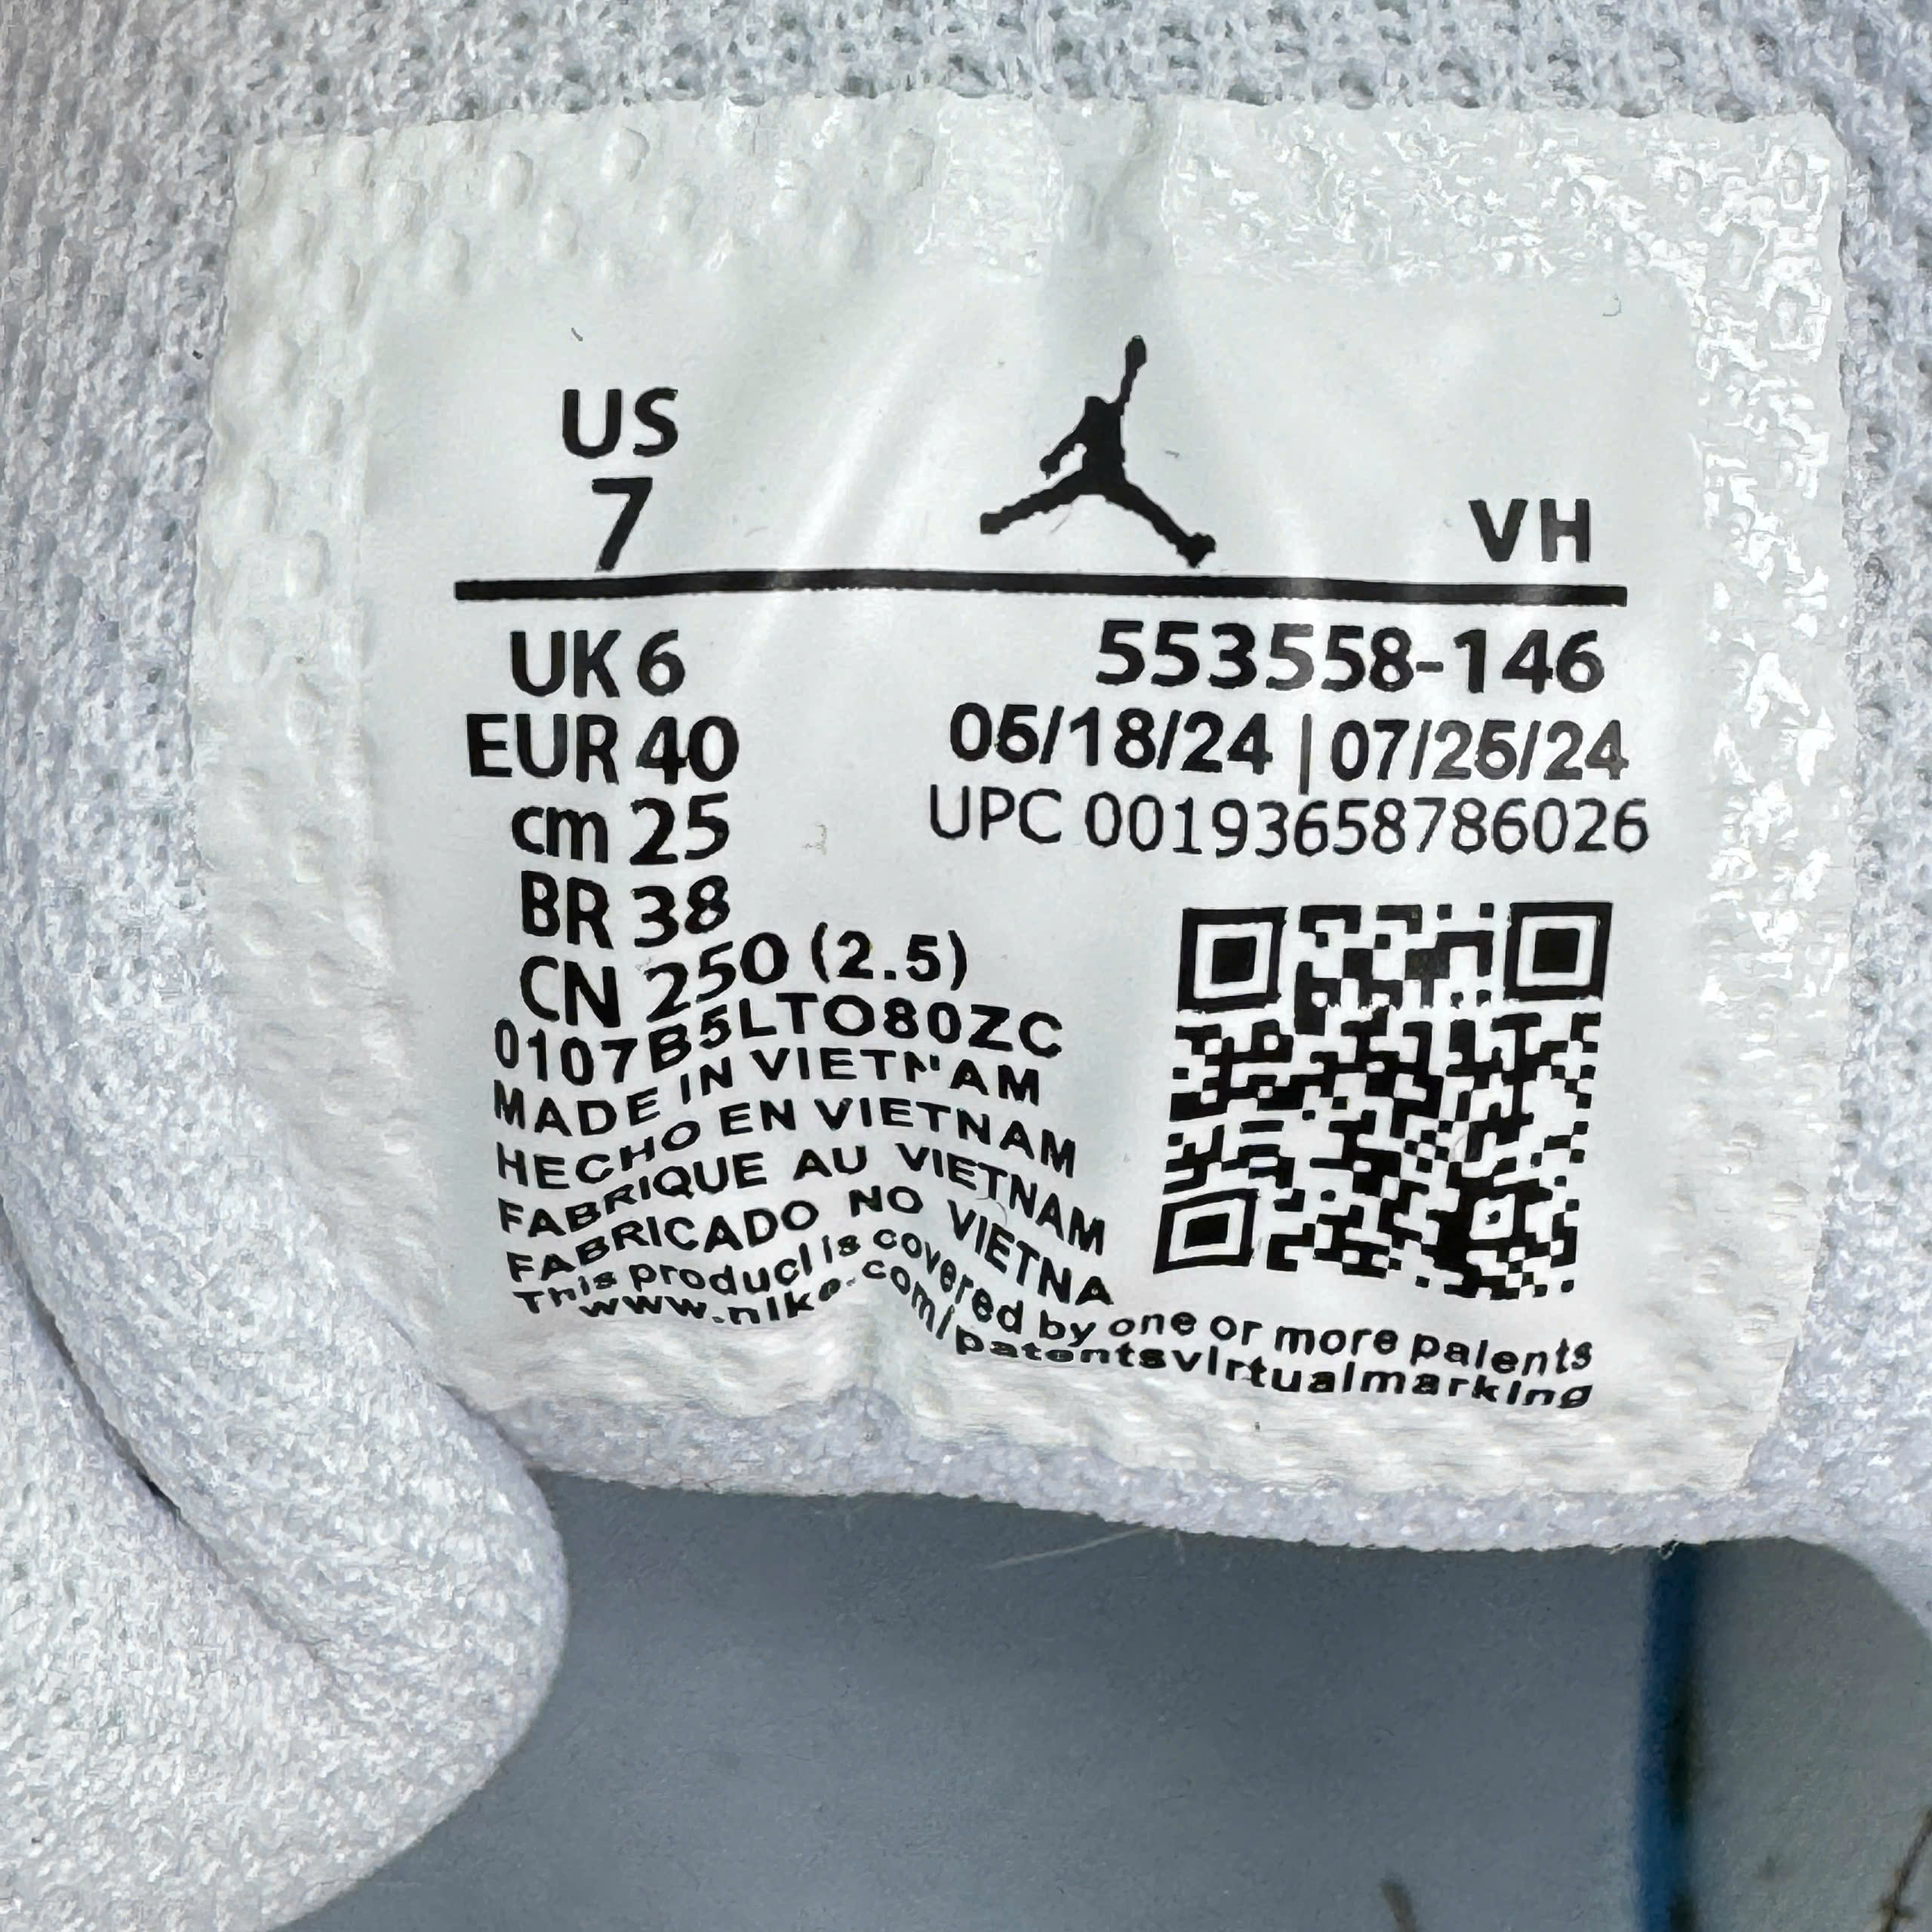 US
7
VH
UK 6
EUR 40
cm 25
BR 38
CN 250 (2.5)
553558-146
05/18/24 | 07/25/24
UPC 00193658786026
0107B5LTO80ZC
MADE IN VIETNAM
HECHO EN VIETNAM
FABRIQUE AU VIETNAM
FABRICADO NO VIETNA
This product is covered by one or more patents
www.nike.com/patentsvirtualmarking